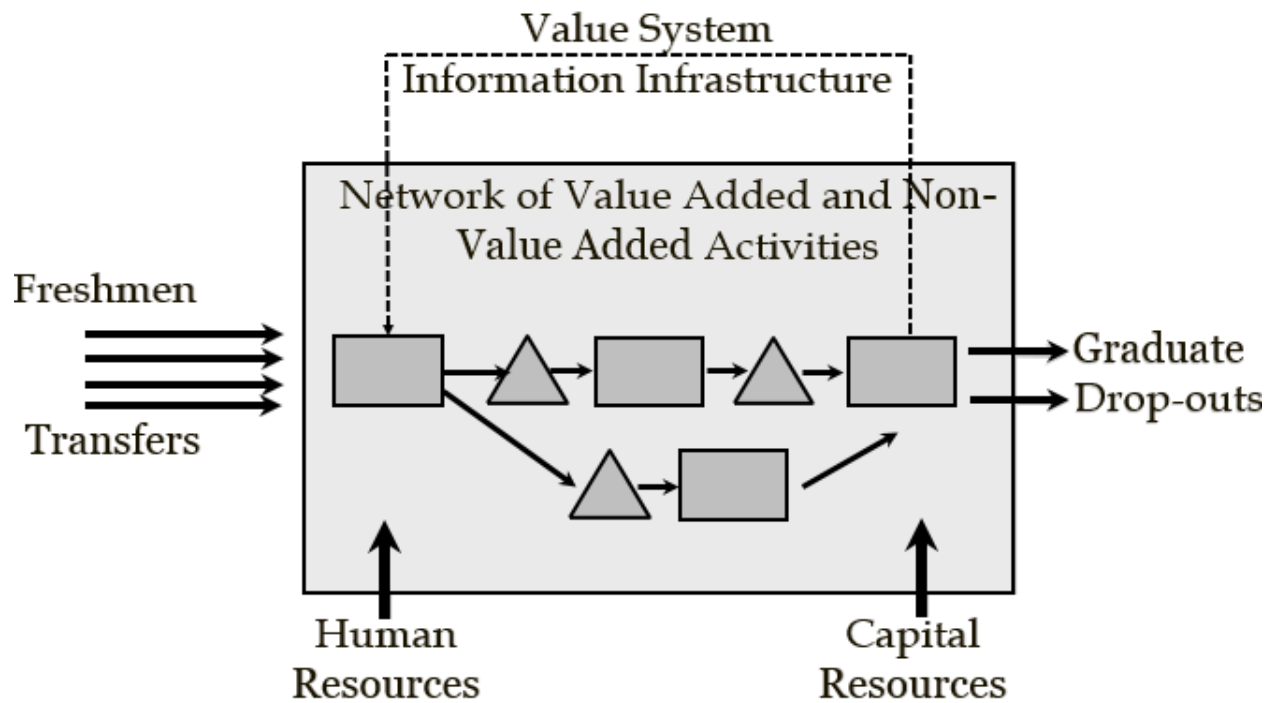 Value System
Information Infrastructure
Network of Value Added and Non-
Value Added Activities
Freshmen
Transfers
Graduate
Drop-outs
Human
Resources
Capital
Resources